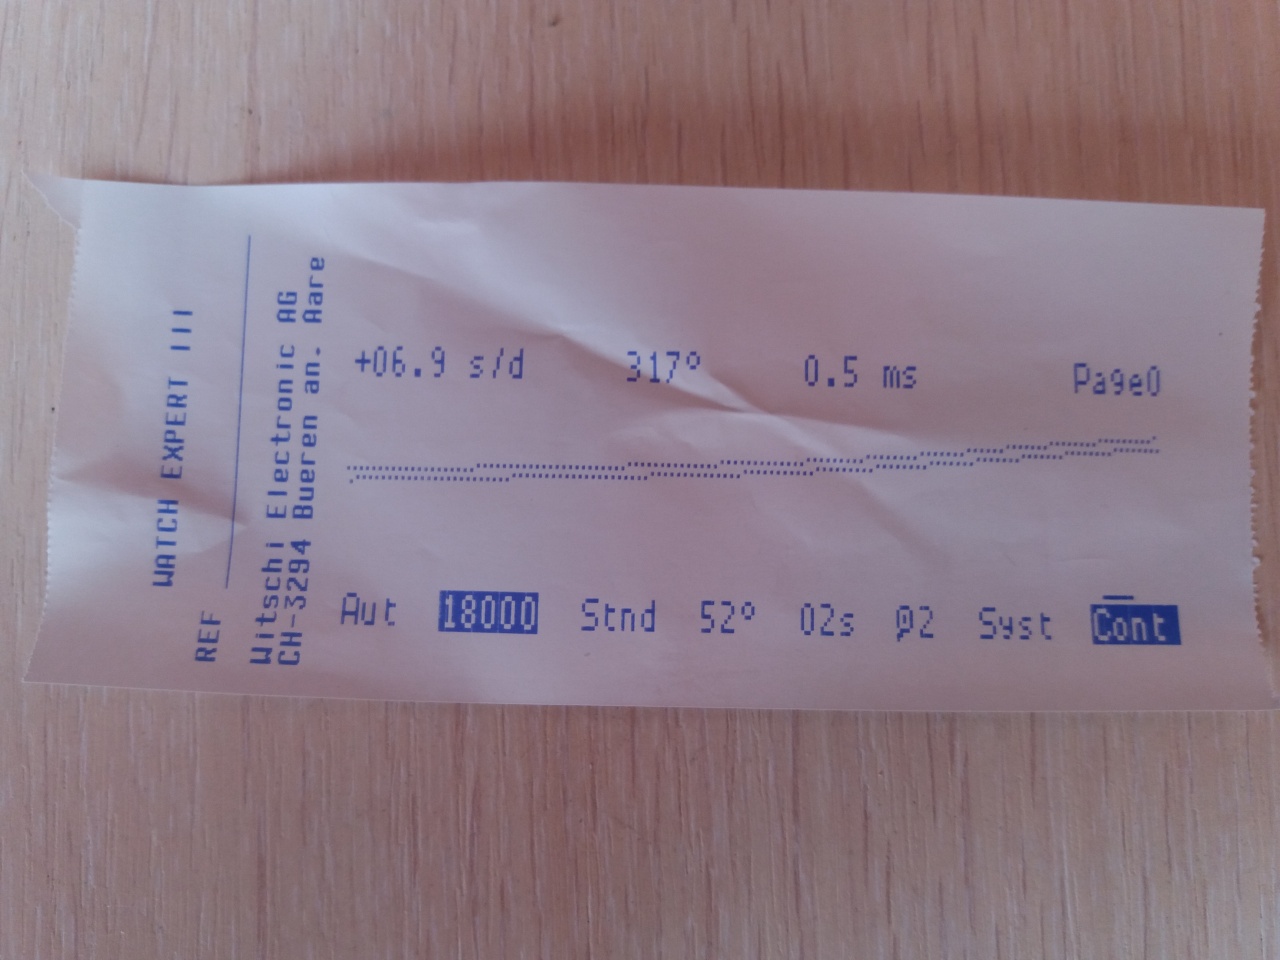 WATCH EXPERT III
REF
Witschi Electronic AG
CH-3294 Bueren an. Aare
+06.9 s/d 317° 0.5 ms Page0
Aut 18000 Stnd 52° 02s Cont Syst